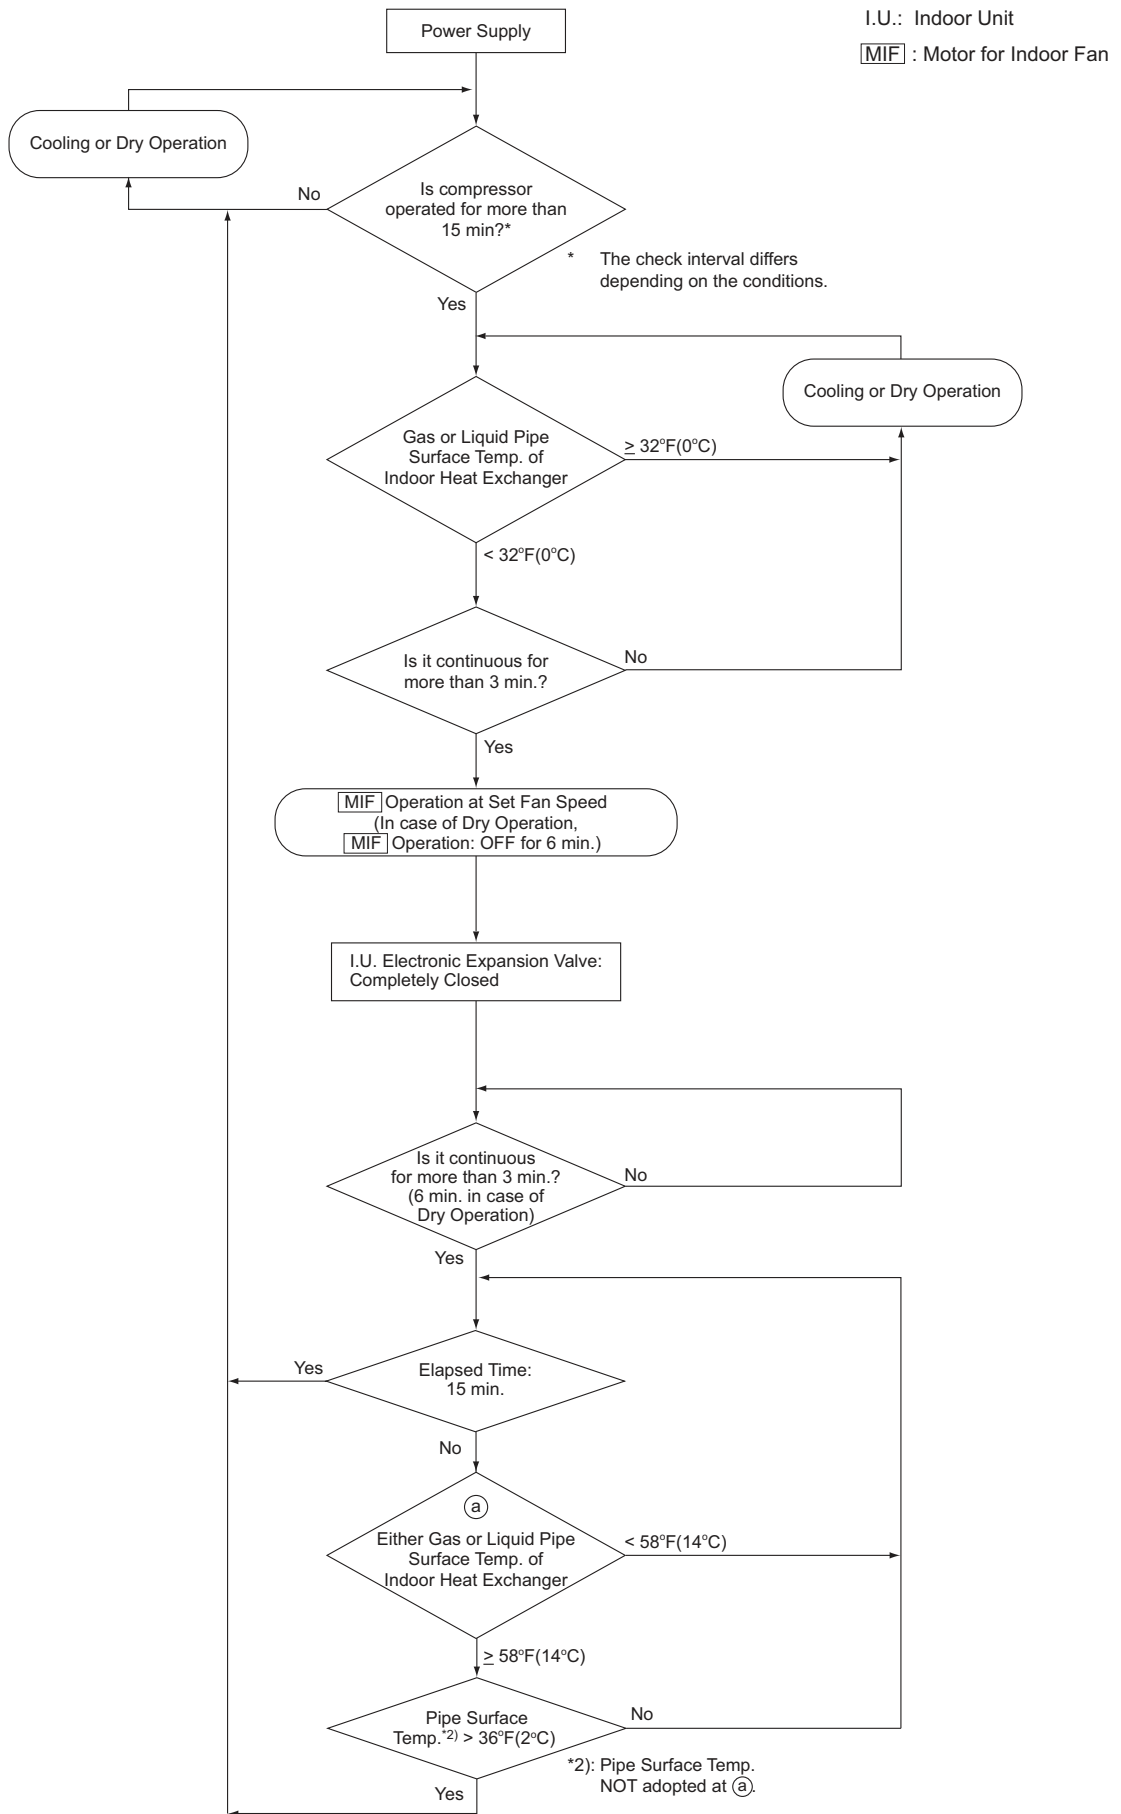 Power Supply
I.U.: Indoor Unit
MIF : Motor for Indoor Fan
Cooling or Dry Operation
No
Is compressor
operated for more than
15 min?*
* The check interval differs
depending on the conditions.
Yes
Cooling or Dry Operation
Gas or Liquid Pipe
Surface Temp. of
Indoor Heat Exchanger
≥ 32°F(0°C)
< 32°F(0°C)
Is it continuous for
more than 3 min.?
No
Yes
MIF Operation at Set Fan Speed
(In case of Dry Operation,
MIF Operation: OFF for 6 min.)
I.U. Electronic Expansion Valve:
Completely Closed
Is it continuous
for more than 3 min.?
(6 min. in case of
Dry Operation)
No
Yes
Yes
Elapsed Time:
15 min.
No
a
Either Gas or Liquid Pipe
Surface Temp. of
Indoor Heat Exchanger
< 58°F(14°C)
≥ 58°F(14°C)
Pipe Surface
Temp.*2) > 36°F(2°C)
No
*2): Pipe Surface Temp.
NOT adopted at a.
Yes